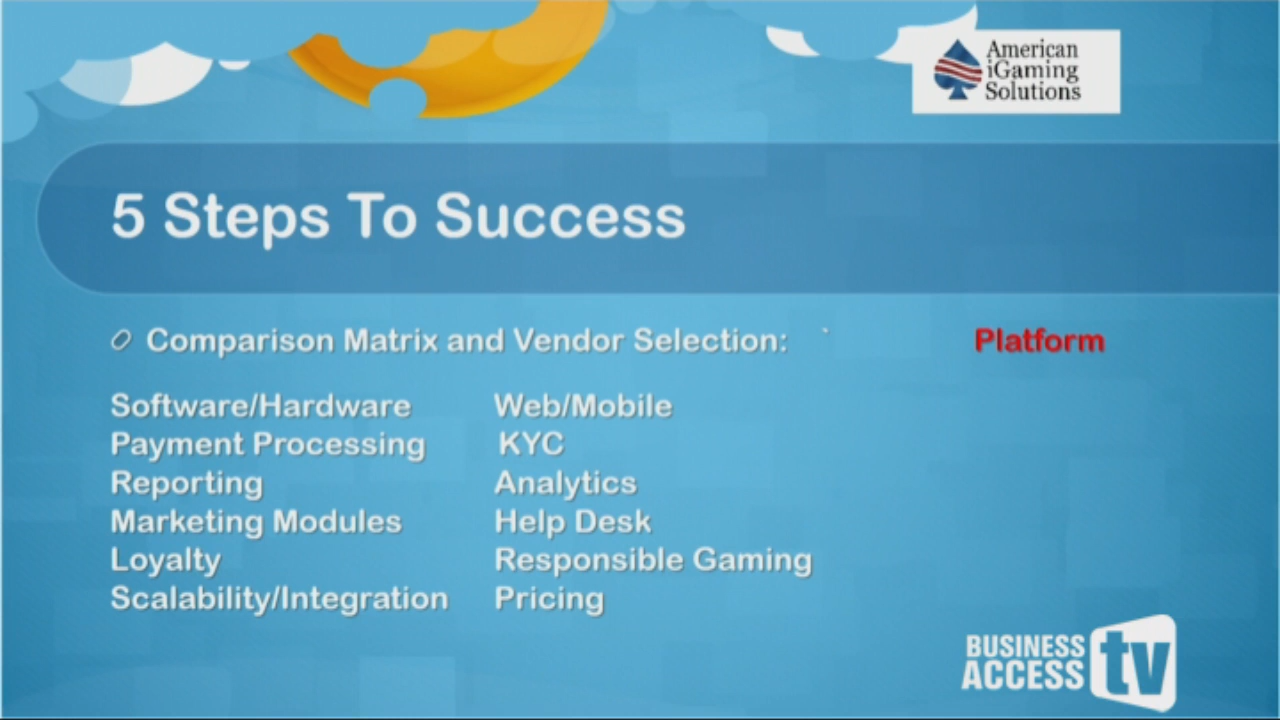 American
iGaming
Solutions
5 Steps To Success
Comparison Matrix and Vendor Selection: ` Platform
Software/Hardware Web/Mobile
Payment Processing KYC
Reporting Analytics
Marketing Modules Help Desk
Loyalty Responsible Gaming
Scalability/Integration Pricing
BUSINESS
ACCESS tv